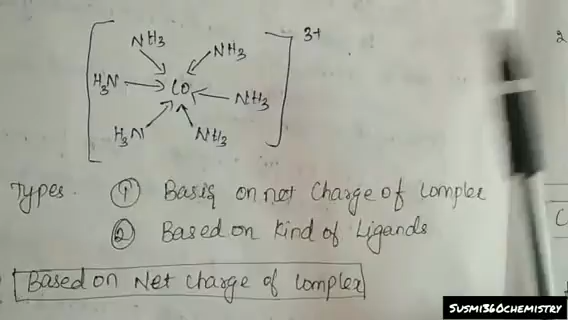 NH3
NH3
3+
H3N
Co
NH3
H3N
NH3
Types. ① Basis on net charge of complex
② Based on kind of Ligands
Based on Net charge of complex
SUSMI360CHEMISTRY